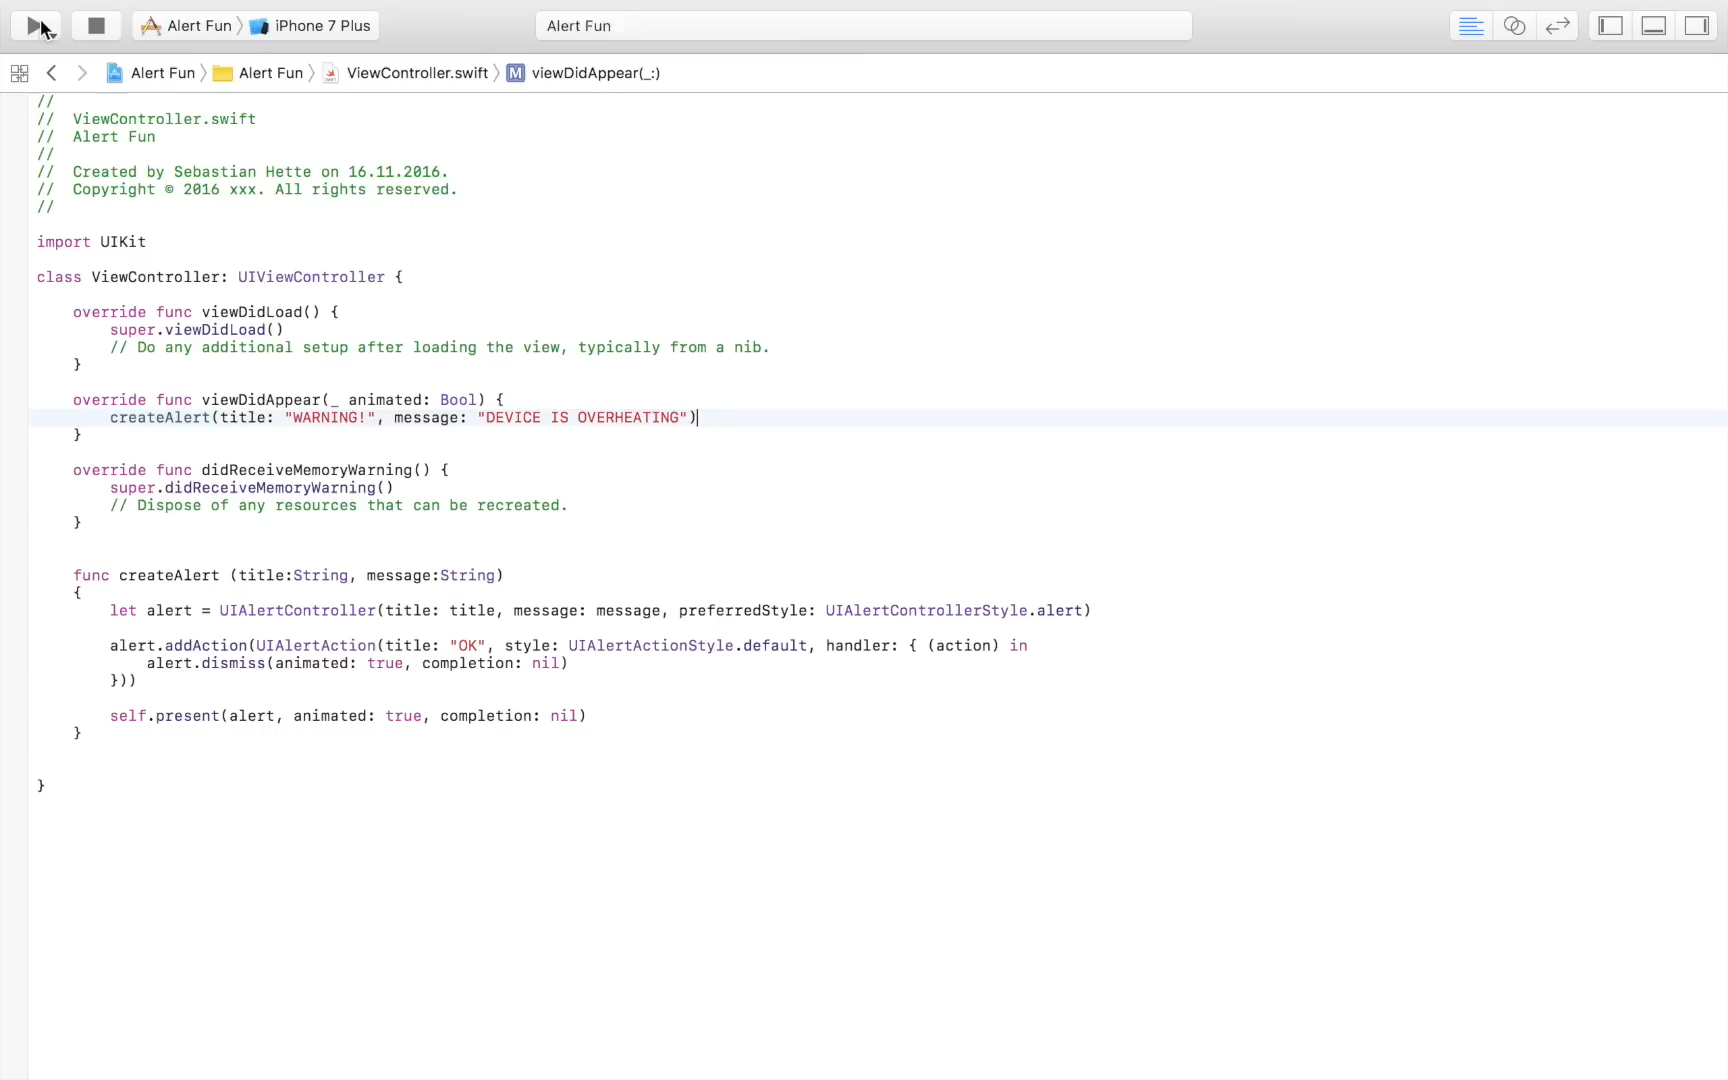 Alert Fun iPhone 7 Plus Alert Fun
Alert Fun Alert Fun ViewController.swift M viewDidAppear(_:)
//
//  ViewController.swift
//  Alert Fun
//
//  Created by Sebastian Hette on 16.11.2016.
//  Copyright © 2016 xxx. All rights reserved.
//
import UIKit
class ViewController: UIViewController {
    override func viewDidLoad() {
        super.viewDidLoad()
        // Do any additional setup after loading the view, typically from a nib.
    }
    override func viewDidAppear(_ animated: Bool) {
        createAlert(title: "WARNING!", message: "DEVICE IS OVERHEATING")
    }
    override func didReceiveMemoryWarning() {
        super.didReceiveMemoryWarning()
        // Dispose of any resources that can be recreated.
    }
    func createAlert (title:String, message:String)
    {
        let alert = UIAlertController(title: title, message: message, preferredStyle: UIAlertControllerStyle.alert)
        alert.addAction(UIAlertAction(title: "OK", style: UIAlertActionStyle.default, handler: { (action) in
            alert.dismiss(animated: true, completion: nil)
        }))
        self.present(alert, animated: true, completion: nil)
    }
}